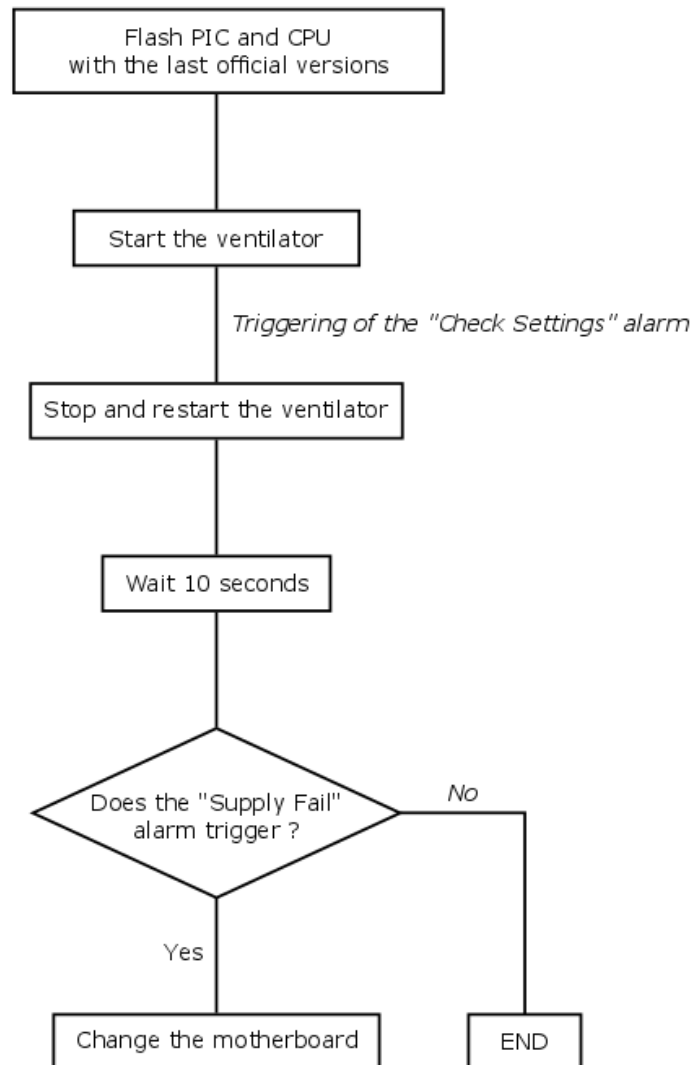 Flash PIC and CPU
with the last official versions
Start the ventilator
Triggering of the "Check Settings" alarm
Stop and restart the ventilator
Wait 10 seconds
Does the "Supply Fail"
alarm trigger ?
No
Yes
Change the motherboard
END